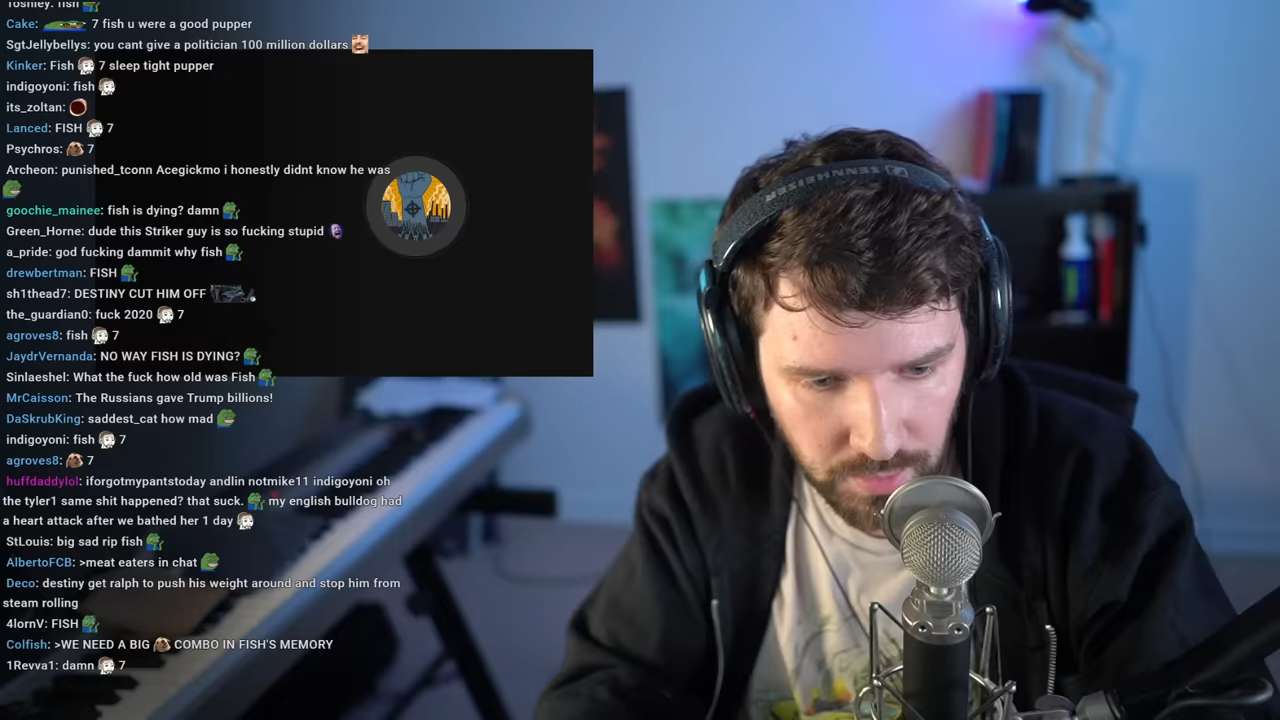 Toshley: fish
Cake: 7 fish u were a good pupper
SgtJellybellys: you cant give a politician 100 million dollars
Kinker: Fish 7 sleep tight pupper
indigoyoni: fish
its_zoltan:
Lanced: FISH 7
Psychros: 7
Archeon: punished_tconn Acegickmo i honestly didnt know he was
goochie_mainee: fish is dying? damn
Green_Horne: dude this Striker guy is so fucking stupid
a_pride: god fucking dammit why fish
drewbertman: FISH
sh1thead7: DESTINY CUT HIM OFF
the_guardian0: fuck 2020 7
agroves8: fish 7
JaydrVernanda: NO WAY FISH IS DYING?
Sinlaeshel: What the fuck how old was Fish
MrCaisson: The Russians gave Trump billions!
DaSkrubKing: saddest_cat how mad
indigoyoni: fish 7
agroves8: 7
huffdaddylol: iforgotmypantstoday andlin notmike11 indigoyoni oh
the tyler1 same shit happened? that suck. my english bulldog had
a heart attack after we bathed her 1 day
StLouis: big sad rip fish
AlbertoFCB: >meat eaters in chat
Deco: destiny get ralph to push his weight around and stop him from
steam rolling
4lornV: FISH
Colfish: >WE NEED A BIG COMBO IN FISH'S MEMORY
1Revva1: damn 7
SENNHEISER